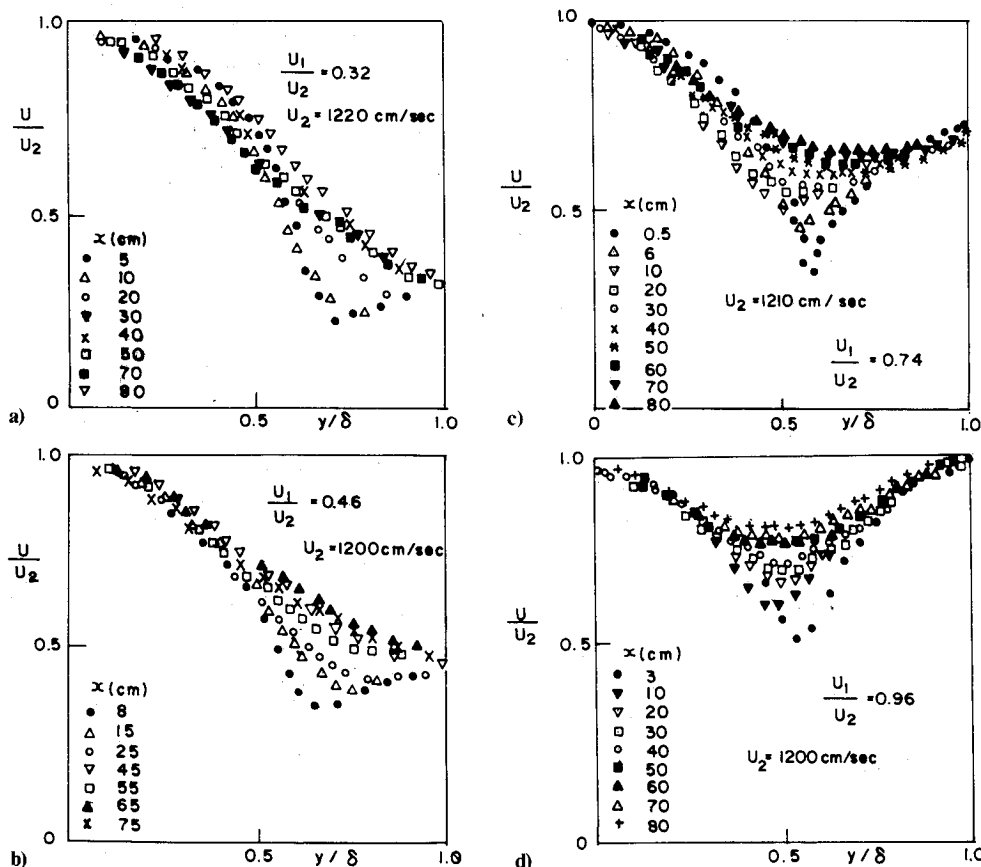 1.0
U
U₂
0.5
0
U₁
U₂
=0.32
U₂ = 1220 cm/sec
x (cm)
5
10
20
30
40
50
70
80
0.5
y/δ
1.0
a)
1.0
U
U₂
0.5
0
U₁
U₂
=0.46
U₂ =1200cm/sec
x (cm)
8
15
25
45
55
65
75
0.5
y/δ
1.0
b)
1.0
U
U₂
0.5
x (cm)
0.5
6
10
20
30
40
50
60
70
80
U₂ =1210 cm/ sec
U₁
U₂
=0.74
0
0.5
y/δ
1.0
c)
1.0
U
U₂
0.5
0
x (cm)
3
10
20
30
40
50
60
70
80
U₁
U₂
=0.96
U₂= 1200 cm/sec
0.5
y/δ
1.0
d)